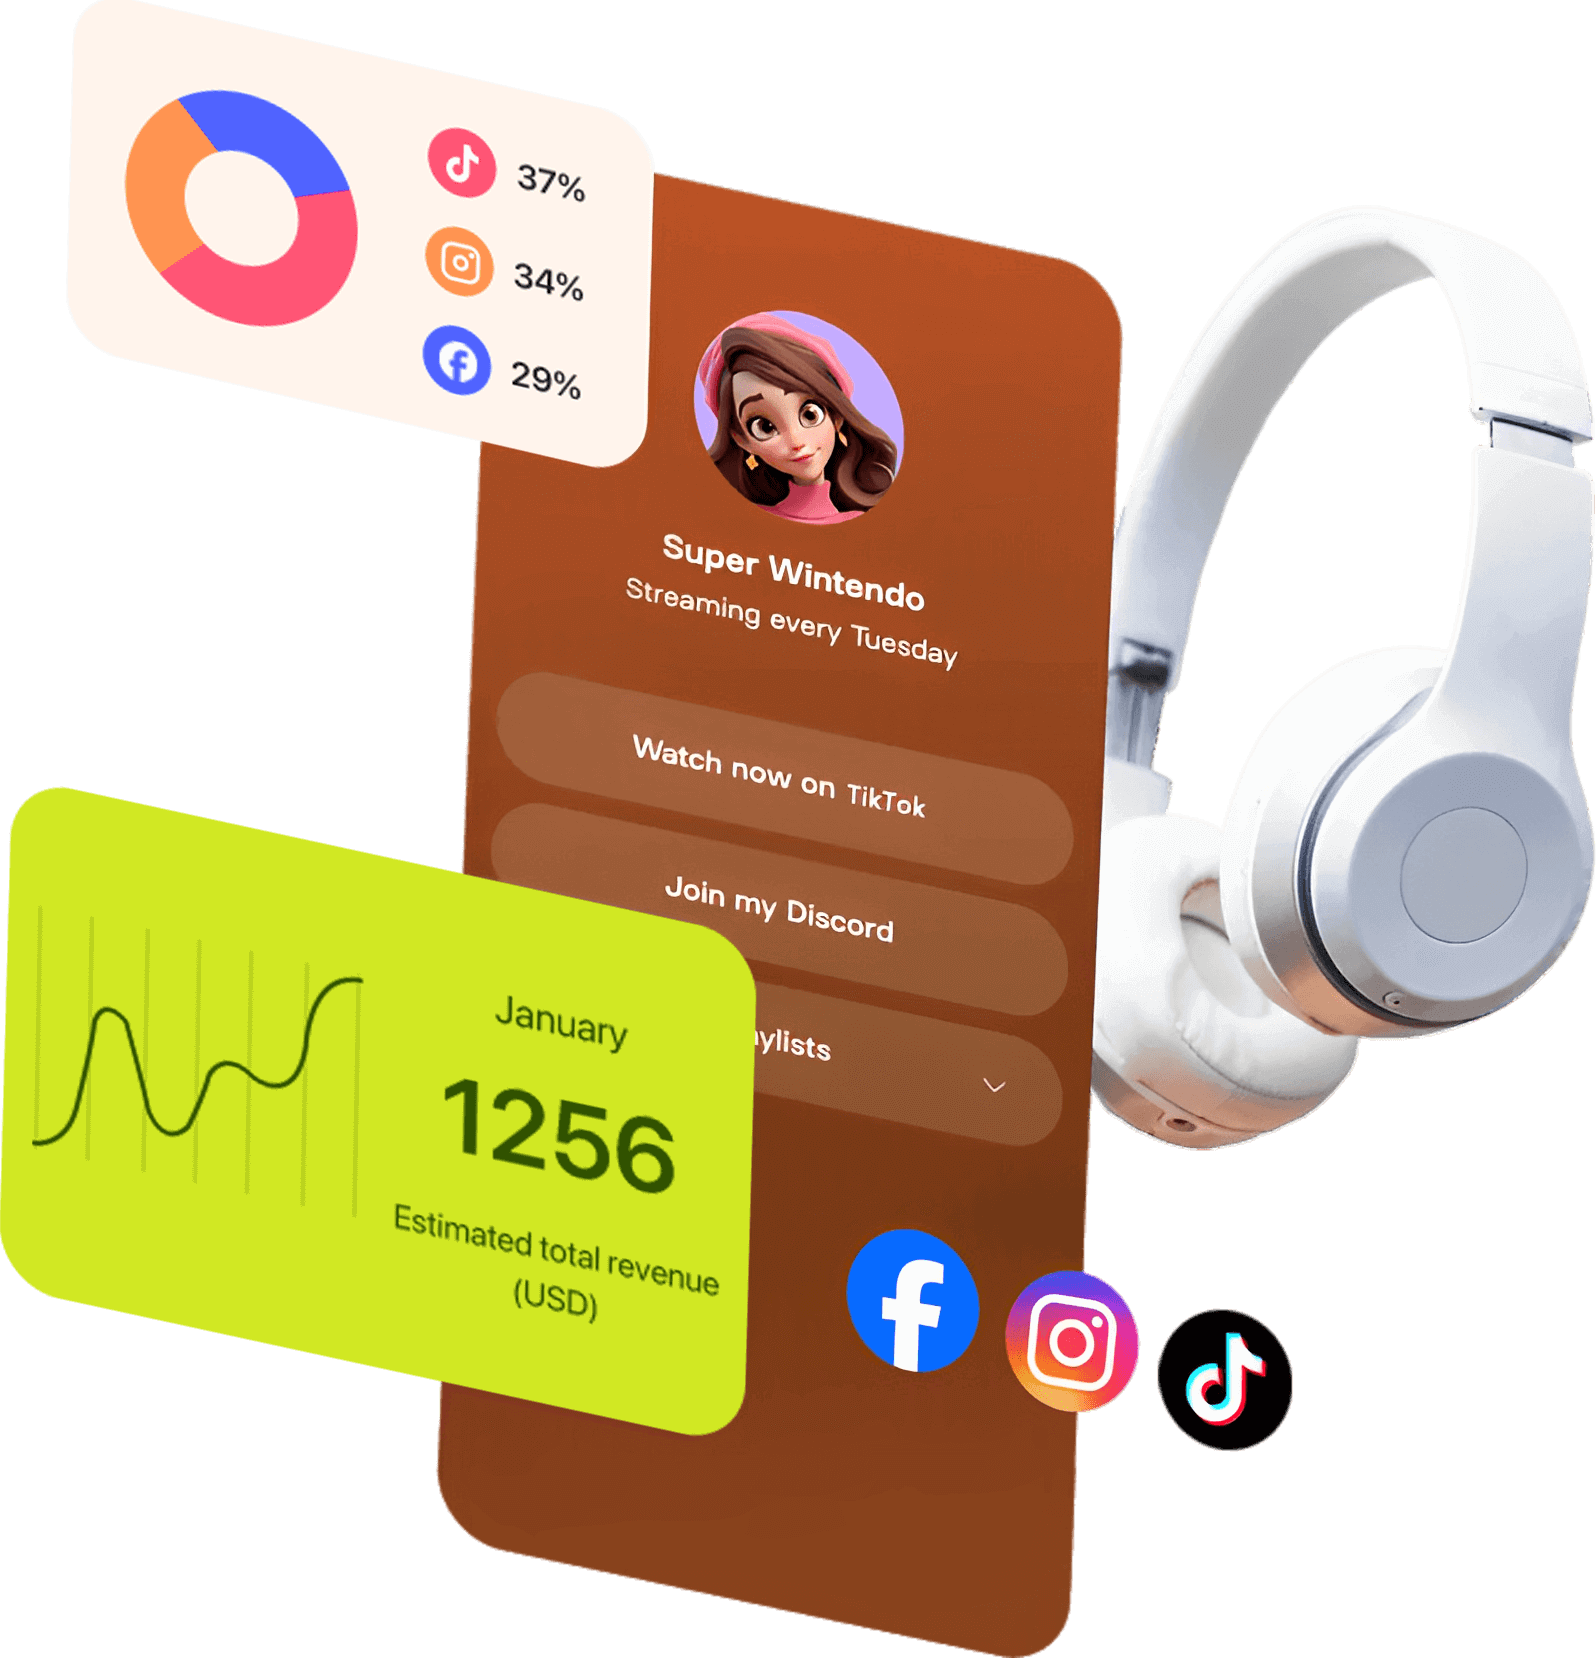 37%
34%
29%
Super Wintendo
Streaming every Tuesday
Watch now on TikTok
Join my Discord
ylists
January
1256
Estimated total revenue
(USD)